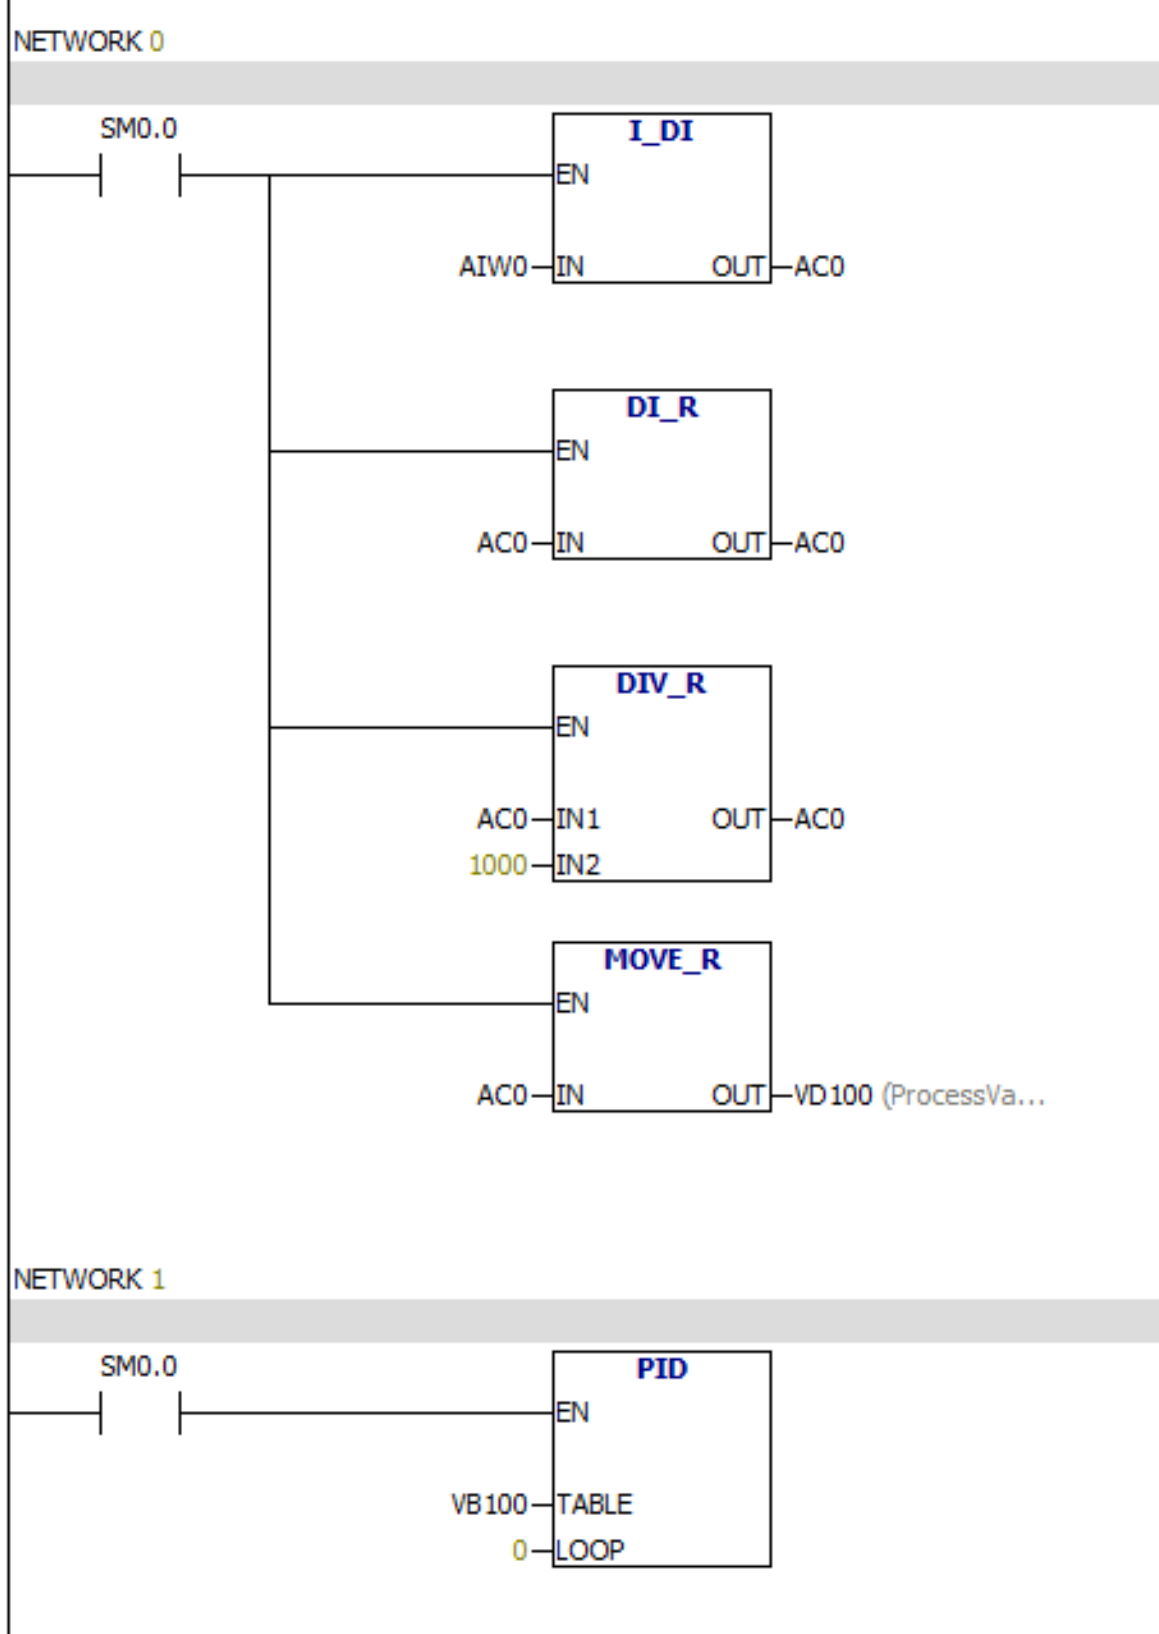 NETWORK 0
SM0.0
I_DI
EN
AIW0 IN OUT AC0
DI_R
EN
AC0 IN OUT AC0
DIV_R
EN
AC0 IN1 OUT AC0
1000 IN2
MOVE_R
EN
AC0 IN OUT VD100 (ProcessVa...
NETWORK 1
SM0.0
PID
EN
VB100 TABLE
0 LOOP